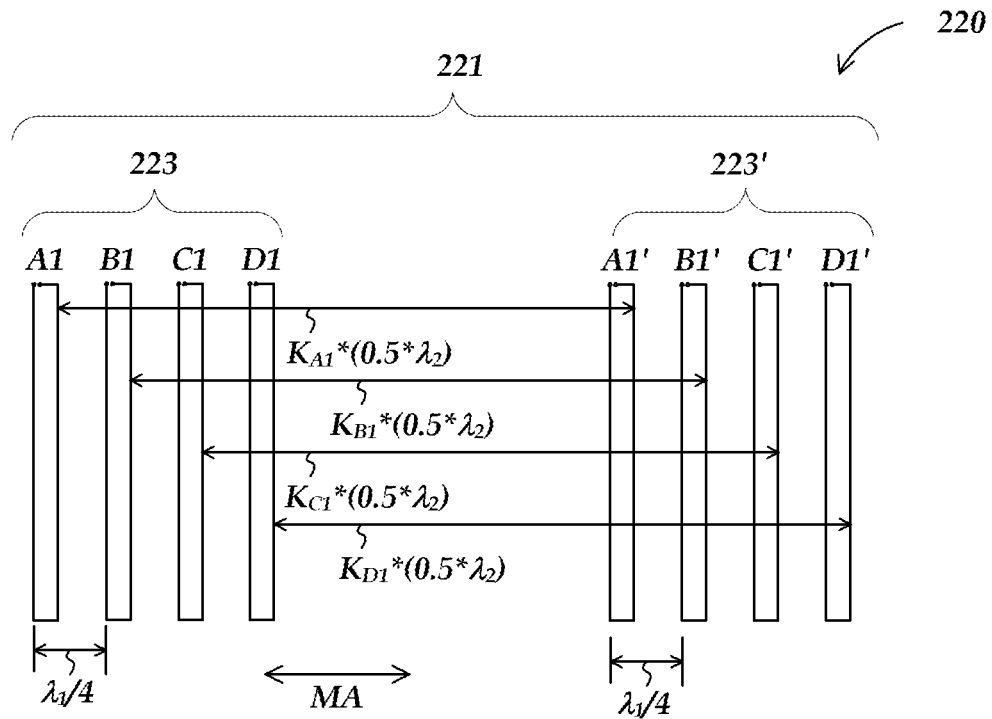 220
221
223 223'
A1 B1 C1 D1 A1' B1' C1' D1'
K_A1*(0.5*λ₂)
K_B1*(0.5*λ₂)
K_C1*(0.5*λ₂)
K_D1*(0.5*λ₂)
λ₁/4 MA λ₁/4